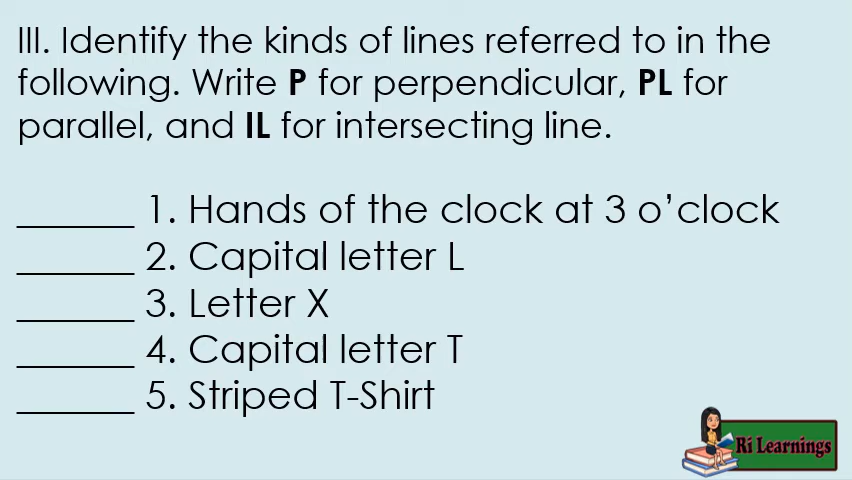 III. Identify the kinds of lines referred to in the
following. Write P for perpendicular, PL for
parallel, and IL for intersecting line.
______ 1. Hands of the clock at 3 o'clock
______ 2. Capital letter L
______ 3. Letter X
______ 4. Capital letter T
______ 5. Striped T-Shirt
Ri Learnings